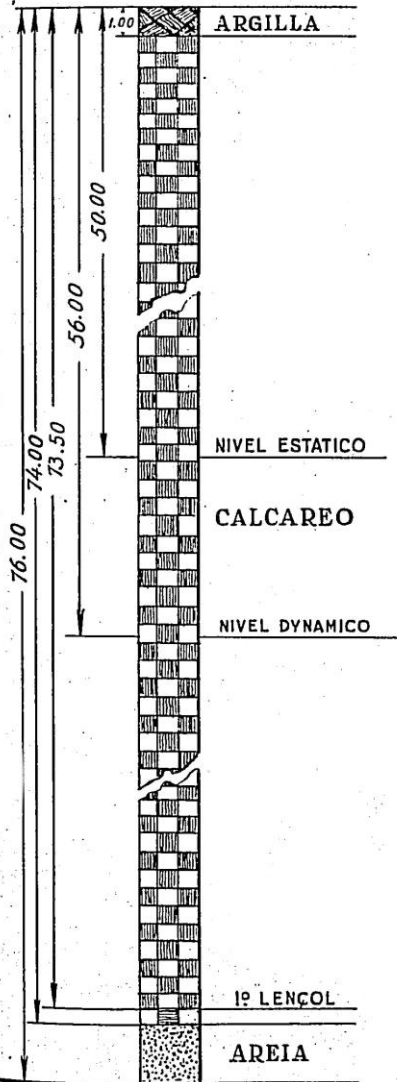 1.00
ARGILLA
50.00
56.00
73.50
74.00
76.00
NIVEL ESTATICO
CALCAREO
NIVEL DYNAMICO
1º LENÇOL
AREIA